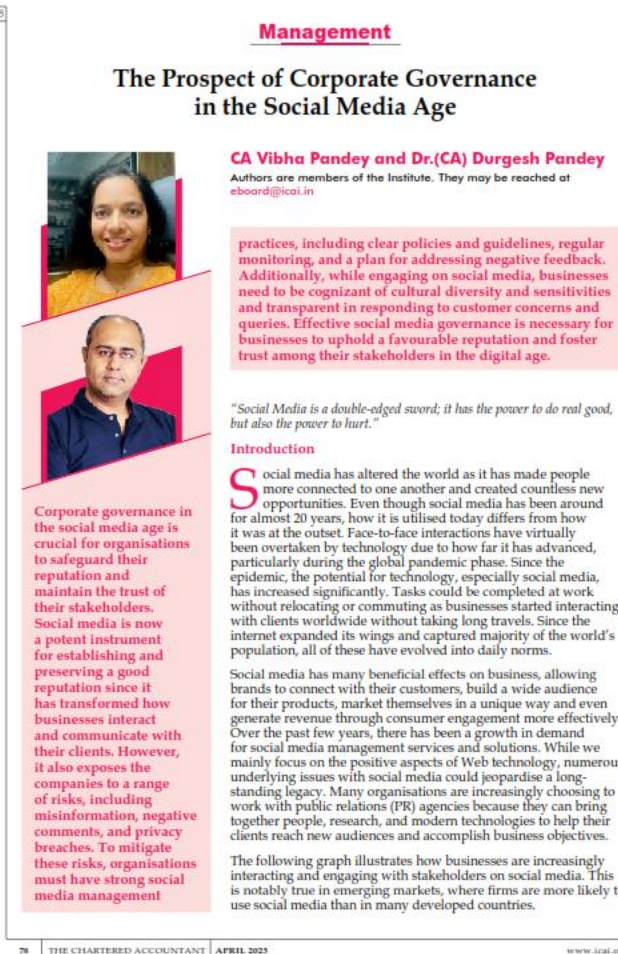 Management
The Prospect of Corporate Governance
in the Social Media Age
CA Vibha Pandey and Dr.(CA) Durgesh Pandey
Authors are members of the Institute. They may be reached at
eboard@icai.in
Corporate governance in
the social media age is
crucial for organisations
to safeguard their
reputation and
maintain the trust of
their stakeholders.
Social media is now
a potent instrument
for establishing and
preserving a good
reputation since it
has transformed how
businesses interact
and communicate with
their clients. However,
it also exposes the
companies to a range
of risks, including
misinformation, negative
comments, and privacy
breaches. To mitigate
these risks, organisations
must have strong social
media management
practices, including clear policies and guidelines, regular
monitoring, and a plan for addressing negative feedback.
Additionally, while engaging on social media, businesses
need to be cognizant of cultural diversity and sensitivities
and transparent in responding to customer concerns and
queries. Effective social media governance is necessary for
businesses to uphold a favourable reputation and foster
trust among their stakeholders in the digital age.
"Social Media is a double-edged sword; it has the power to do real good,
but also the power to hurt."
Introduction
Social media has altered the world as it has made people
more connected to one another and created countless new
opportunities. Even though social media has been around
for almost 20 years, how it is utilised today differs from how
it was at the outset. Face-to-face interactions have virtually
been overtaken by technology due to how far it has advanced,
particularly during the global pandemic phase. Since the
epidemic, the potential for technology, especially social media,
has increased significantly. Tasks could be completed at work
without relocating or commuting as businesses started interacting
with clients worldwide without taking long travels. Since the
internet expanded its wings and captured majority of the world's
population, all of these have evolved into daily norms.
Social media has many beneficial effects on business, allowing
brands to connect with their customers, build a wide audience
for their products, market themselves in a unique way and even
generate revenue through consumer engagement more effectively
Over the past few years, there has been a growth in demand
for social media management services and solutions. While we
mainly focus on the positive aspects of Web technology, numerou
underlying issues with social media could jeopardise a long-
standing legacy. Many organisations are increasingly choosing to
work with public relations (PR) agencies because they can bring
together people, research, and modern technologies to help their
clients reach new audiences and accomplish business objectives.
The following graph illustrates how businesses are increasingly
interacting and engaging with stakeholders on social media. This
is notably true in emerging markets, where firms are more likely t
use social media than in many developed countries.
76 THE CHARTERED ACCOUNTANT APRIL 2023 www.icai.o